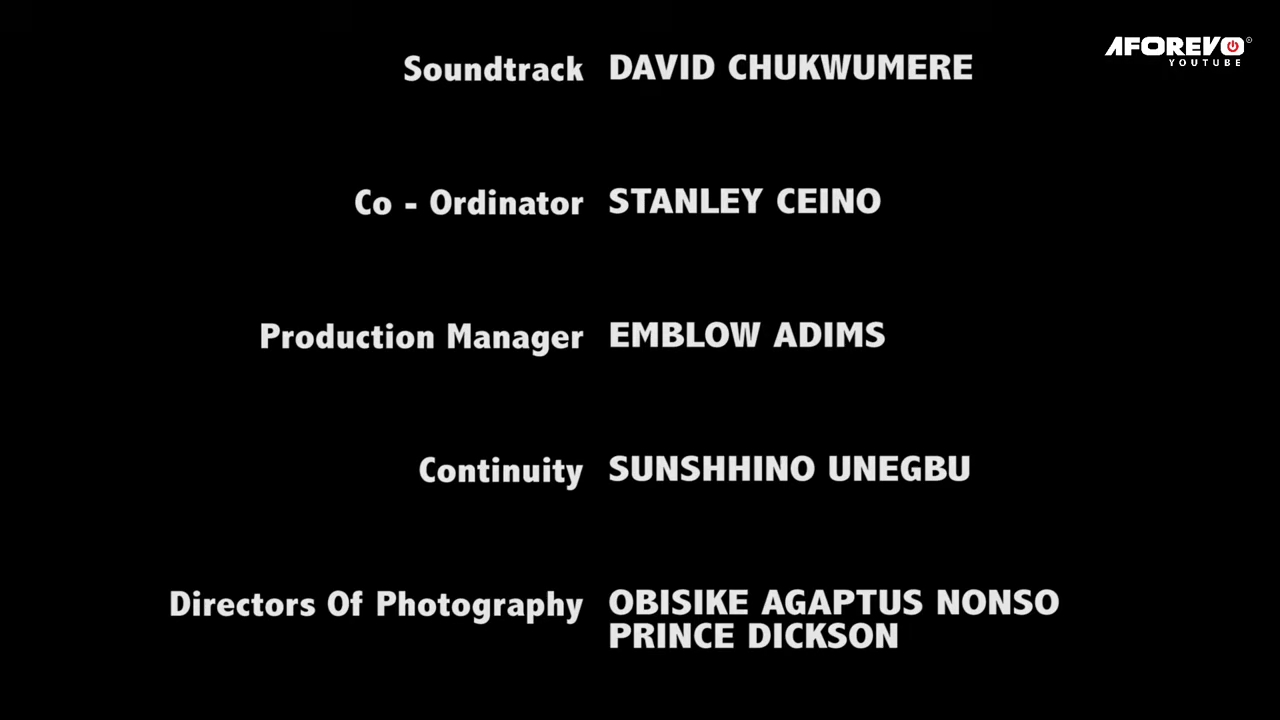 AFOREVO
YOUTUBE
Soundtrack DAVID CHUKWUMERE
Co - Ordinator STANLEY CEINO
Production Manager EMBLOW ADIMS
Continuity SUNSHHINO UNEGBU
Directors Of Photography OBISIKE AGAPTUS NONSO
PRINCE DICKSON